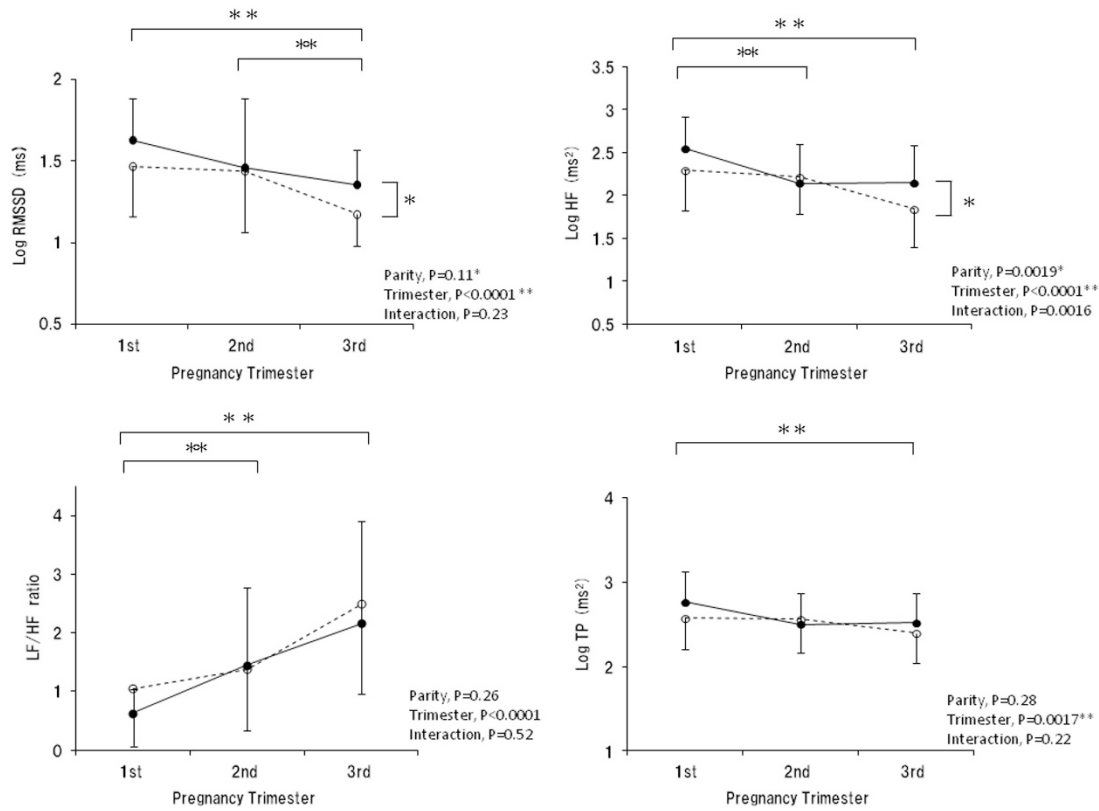 * *
**
2
1.5
1
0.5
Log RMSSD (ms)
*
Parity, P=0.11*
Trimester, P<0.0001**
Interaction, P=0.23
1st 2nd 3rd
Pregnancy Trimester
* *
**
3.5
3
2.5
2
1.5
1
0.5
Log HF (ms²)
*
Parity, P=0.0019*
Trimester, P<0.0001**
Interaction, P=0.0016
1st 2nd 3rd
Pregnancy Trimester
* *
**
4
3
2
1
0
LF/HF ratio
Parity, P=0.26
Trimester, P<0.0001
Interaction, P=0.52
1st 2nd 3rd
Pregnancy Trimester
**
4
3
2
1
Log TP (ms²)
Parity, P=0.28
Trimester, P=0.0017**
Interaction, P=0.22
1st 2nd 3rd
Pregnancy Trimester